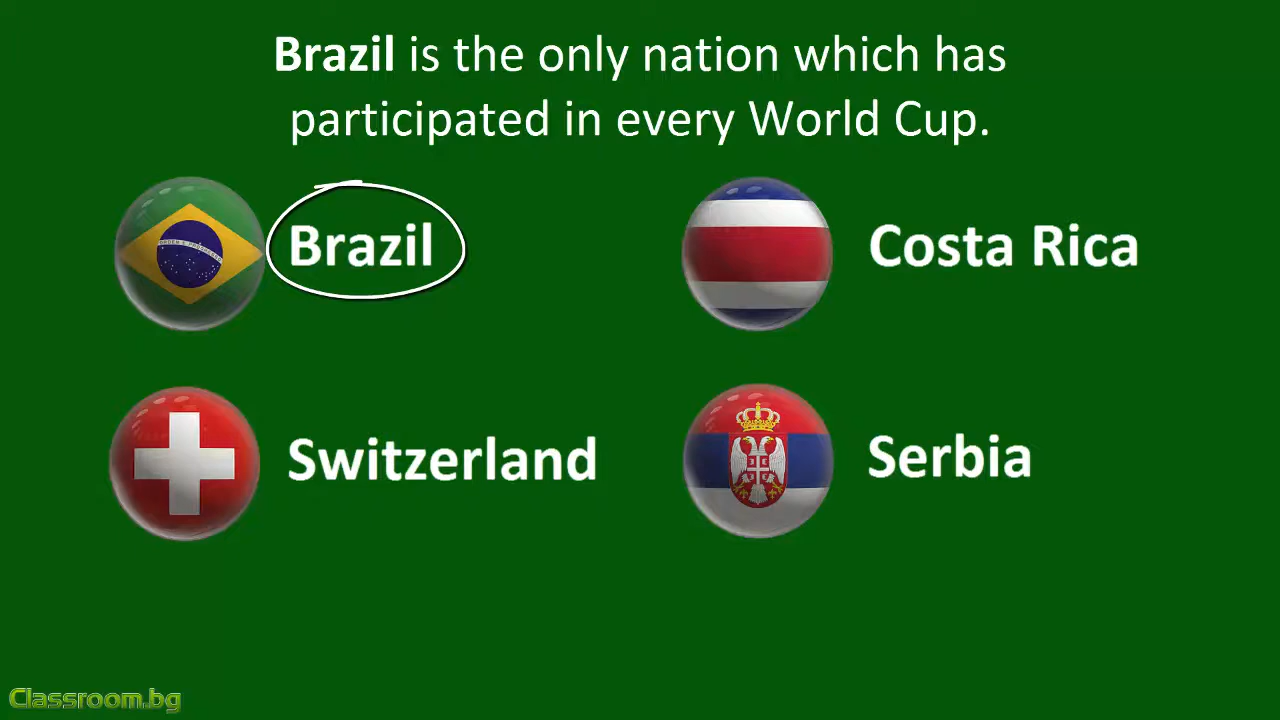 Brazil is the only nation which has
participated in every World Cup.
Brazil
Costa Rica
Switzerland
Serbia
Classroom.bg